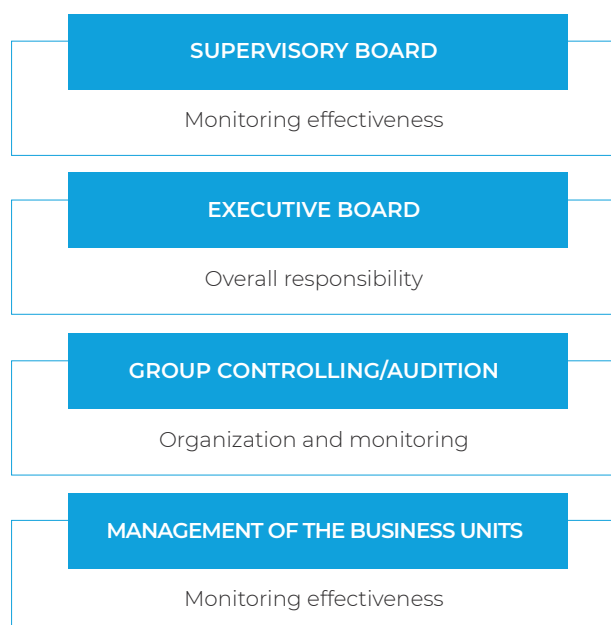 SUPERVISORY BOARD
Monitoring effectiveness
EXECUTIVE BOARD
Overall responsibility
GROUP CONTROLLING/AUDITION
Organization and monitoring
MANAGEMENT OF THE BUSINESS UNITS
Monitoring effectiveness